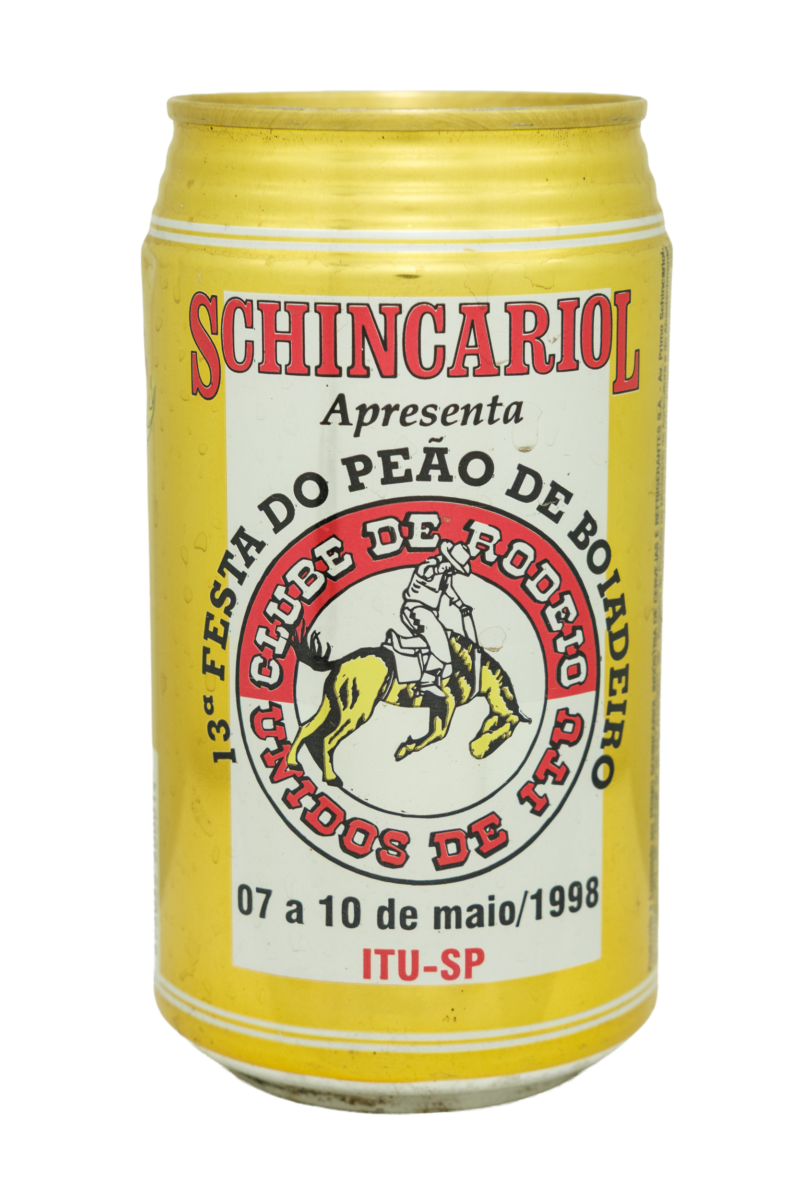 SCHINCARIOL
Apresenta
13ª FESTA DO PEÃO DE BOIADEIRO
CLUBE DE RODEIO
UNIDOS DE ITU
07 a 10 de maio/1998
ITU-SP